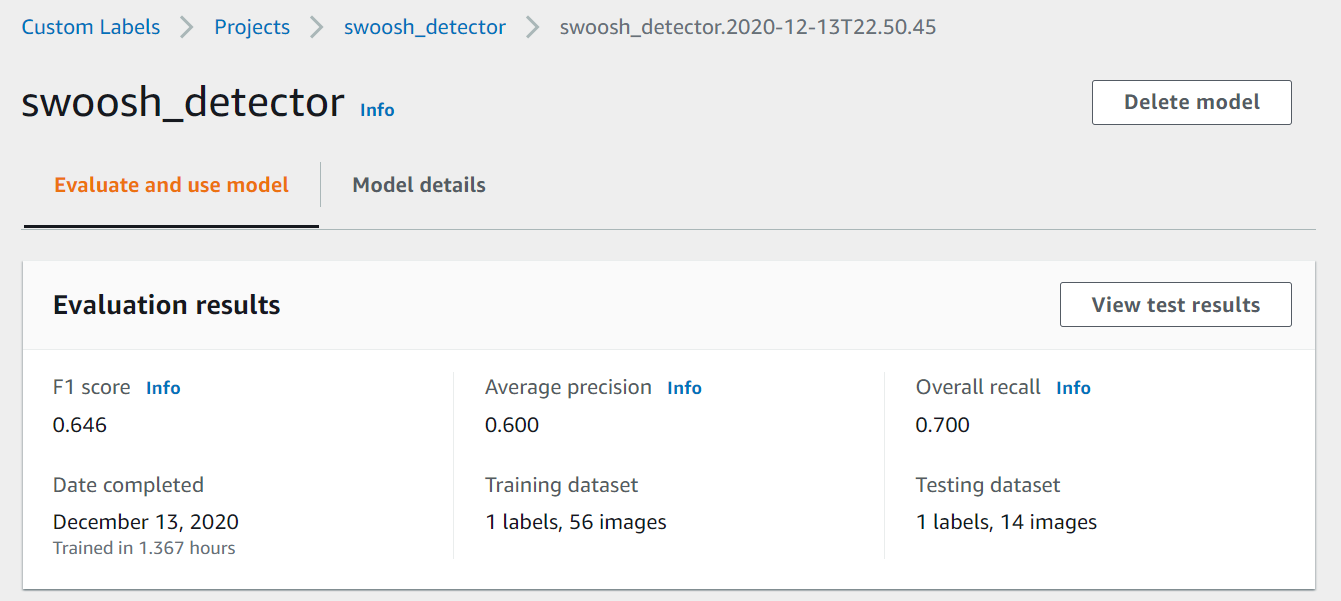 Custom Labels > Projects > swoosh_detector > swoosh_detector.2020-12-13T22.50.45
swoosh_detector Info
Delete model
Evaluate and use model
Model details
Evaluation results
View test results
F1 score Info
0.646
Average precision Info
0.600
Overall recall Info
0.700
Date completed
December 13, 2020
Trained in 1.367 hours
Training dataset
1 labels, 56 images
Testing dataset
1 labels, 14 images